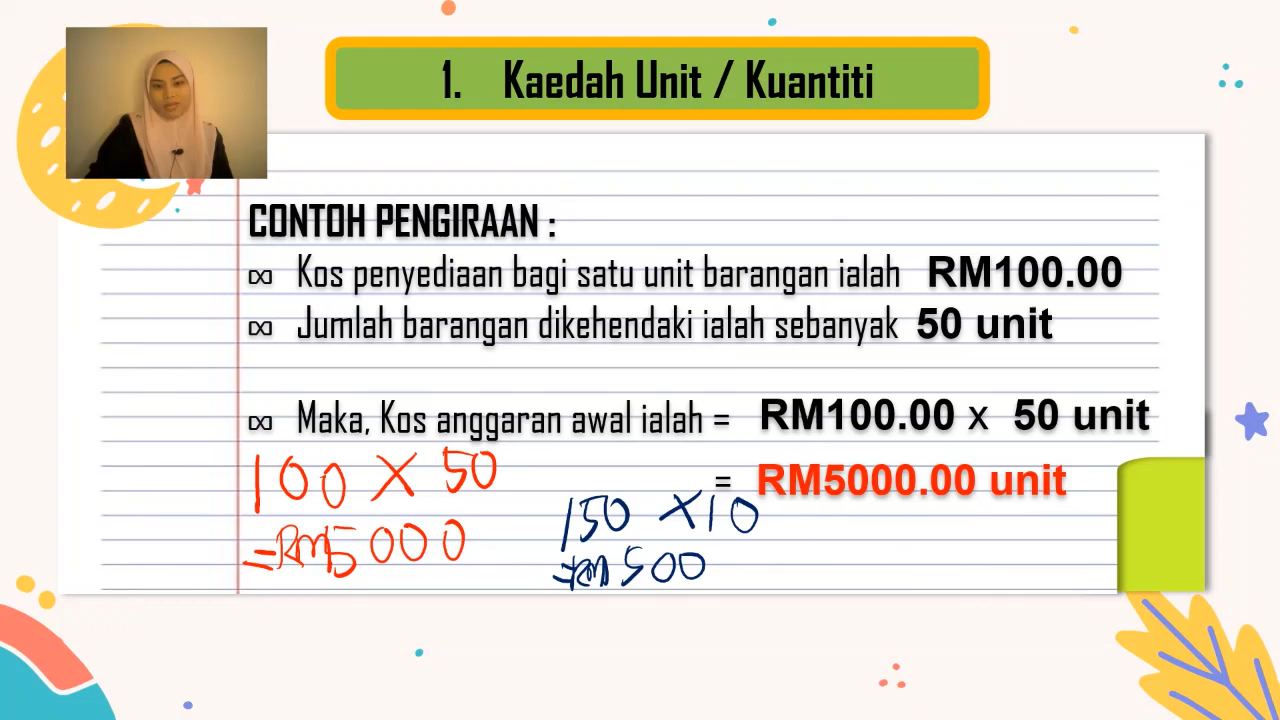 1. Kaedah Unit / Kuantiti
CONTOH PENGIRAAN :
∞ Kos penyediaan bagi satu unit barangan ialah RM100.00
∞ Jumlah barangan dikehendaki ialah sebanyak 50 unit
∞ Maka, Kos anggaran awal ialah = RM100.00 x 50 unit
= RM5000.00 unit
100 X 50
=RM5000
150 X10
=RM500